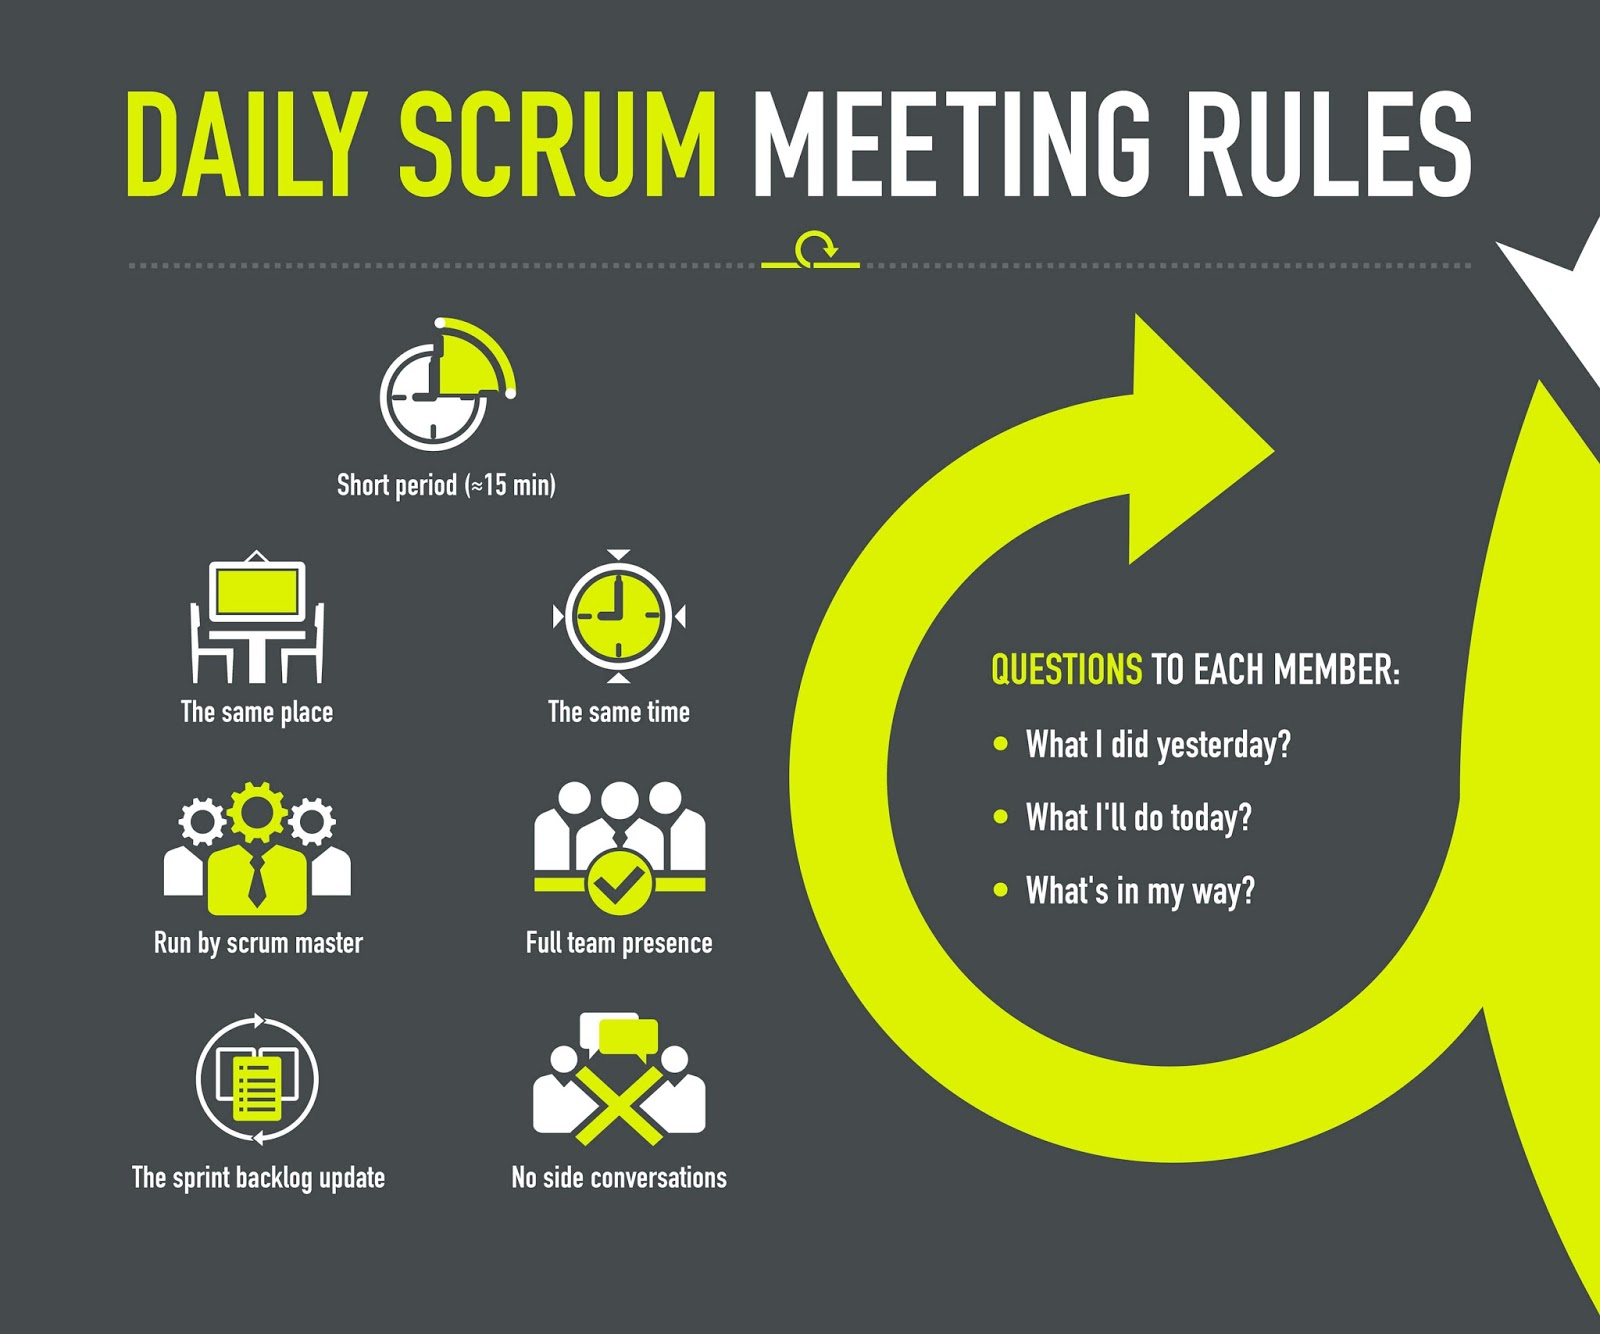 DAILY SCRUM MEETING RULES
Short period (≈15 min)
The same place
The same time
Run by scrum master
Full team presence
The sprint backlog update
No side conversations
QUESTIONS TO EACH MEMBER:
• What I did yesterday?
• What I'll do today?
• What's in my way?